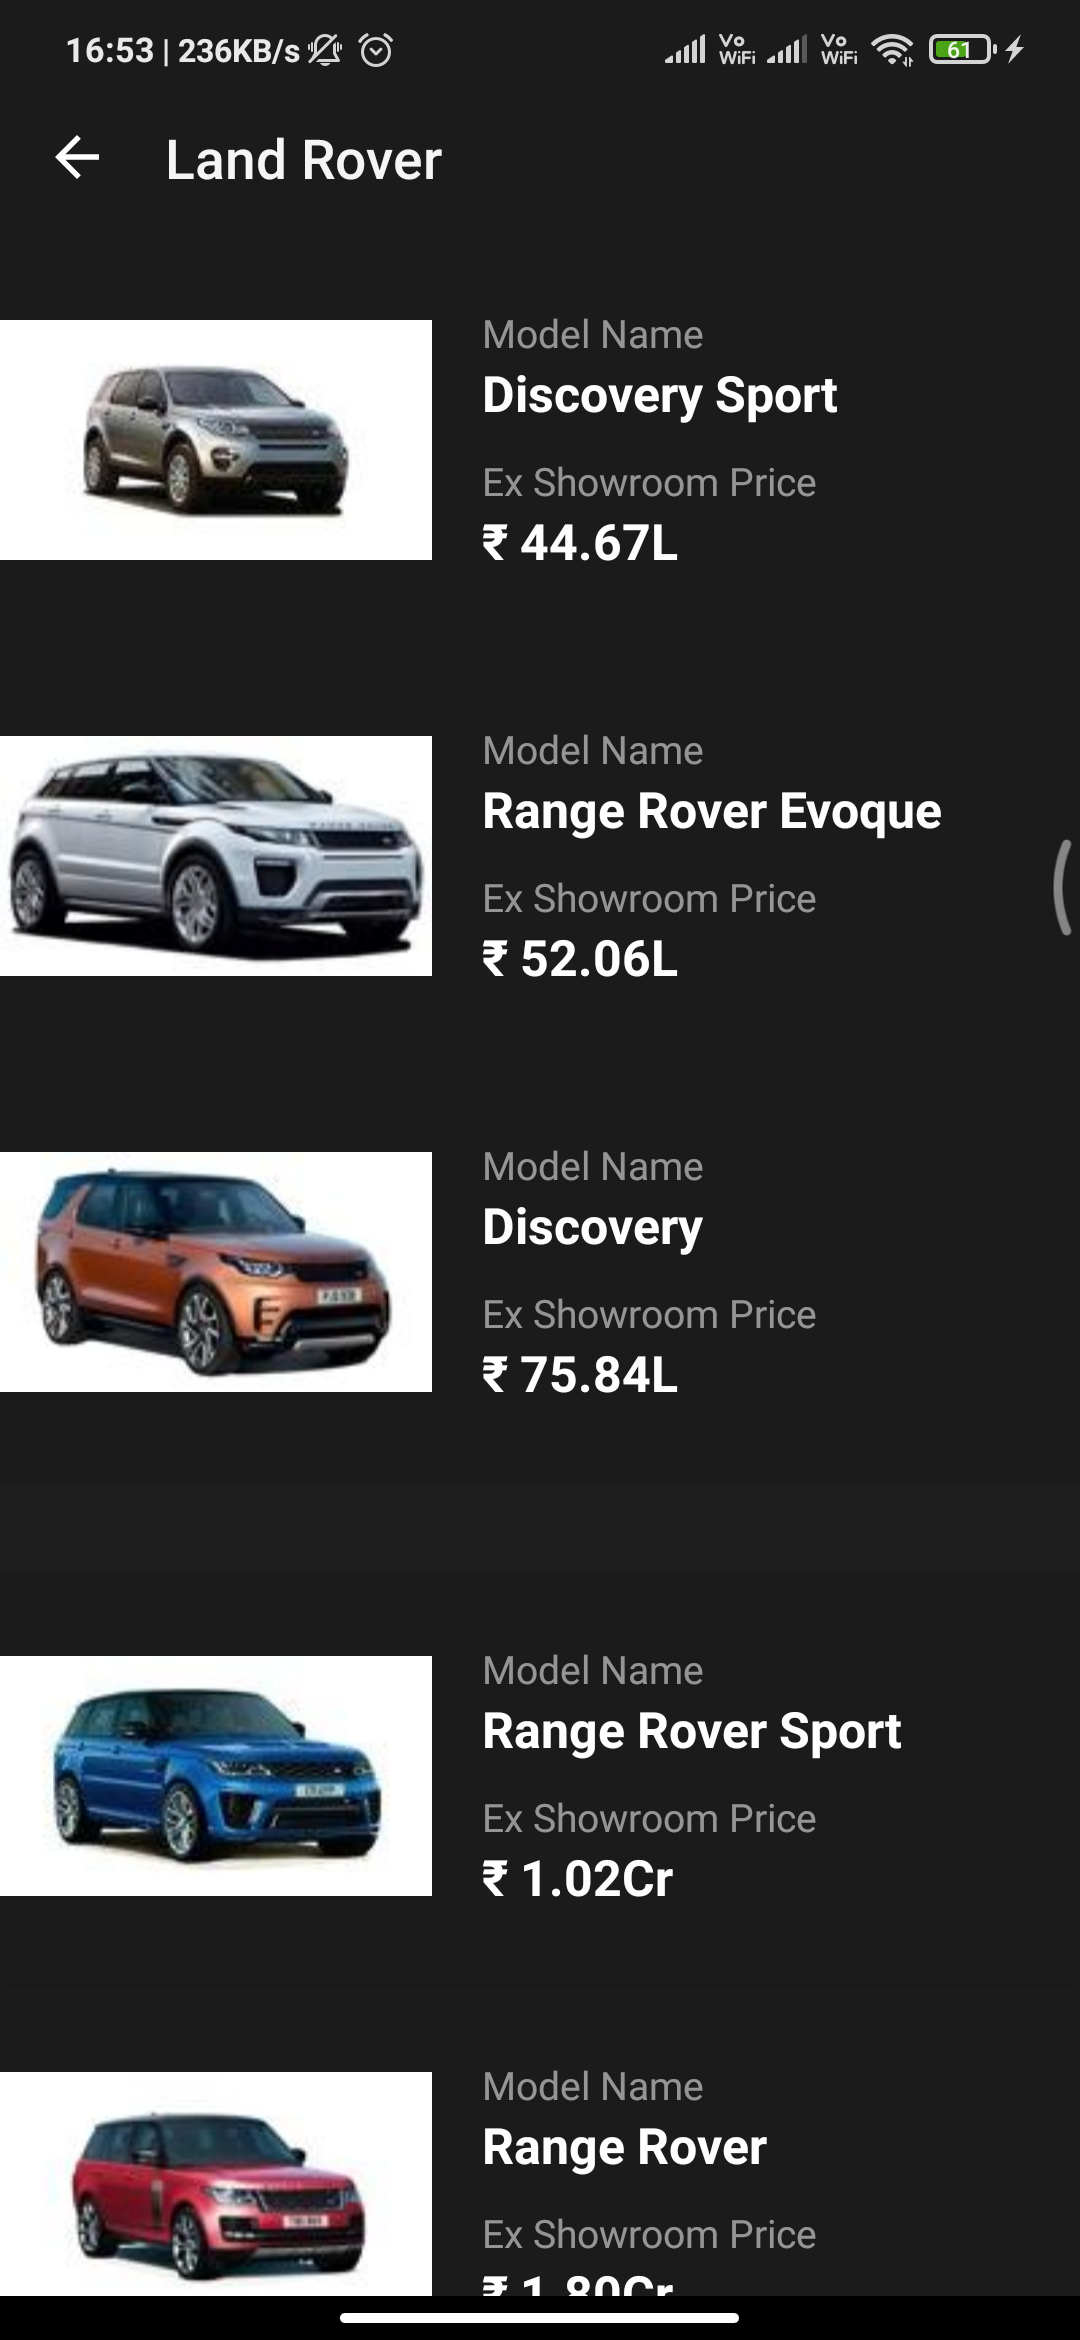 16:53 | 236KB/s Vo WiFi Vo WiFi 61
Land Rover
Model Name
Discovery Sport
Ex Showroom Price
₹ 44.67L
Model Name
Range Rover Evoque
Ex Showroom Price
₹ 52.06L
Model Name
Discovery
Ex Showroom Price
₹ 75.84L
Model Name
Range Rover Sport
Ex Showroom Price
₹ 1.02Cr
Model Name
Range Rover
Ex Showroom Price
₹ 1.80Cr